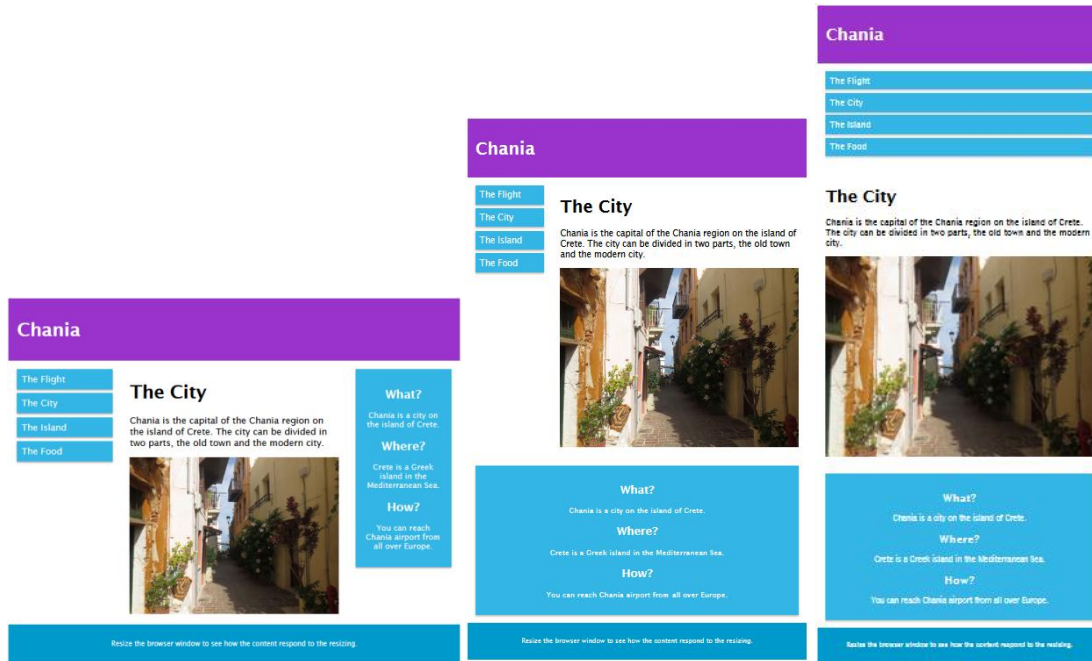 Chania
The Flight
The City
The Island
The Food
The City
Chania is the capital of the Chania region on
the island of Crete. The city can be divided in
two parts, the old town and the modern city.
What?
Chania is a city on
the island of Crete.
Where?
Crete is a Greek
island in the
Mediterranean Sea.
How?
You can reach
Chania airport from
all over Europe.
Resize the browser window to see how the content respond to the resizing.
Chania
The Flight
The City
The Island
The Food
The City
Chania is the capital of the Chania region on the island of
Crete. The city can be divided in two parts, the old town
and the modern city.
What?
Chania is a city on the island of Crete.
Where?
Crete is a Greek island in the Mediterranean Sea.
How?
You can reach Chania airport from all over Europe.
Resize the browser window to see how the content respond to the resizing.
Chania
The Flight
The City
The Island
The Food
The City
Chania is the capital of the Chania region on the island of Crete.
The city can be divided in two parts, the old town and the modern
city.
What?
Chania is a city on the island of Crete.
Where?
Crete is a Greek island in the Mediterranean Sea.
How?
You can reach Chania airport from all over Europe.
Resize the browser window to see how the content respond to the resizing.